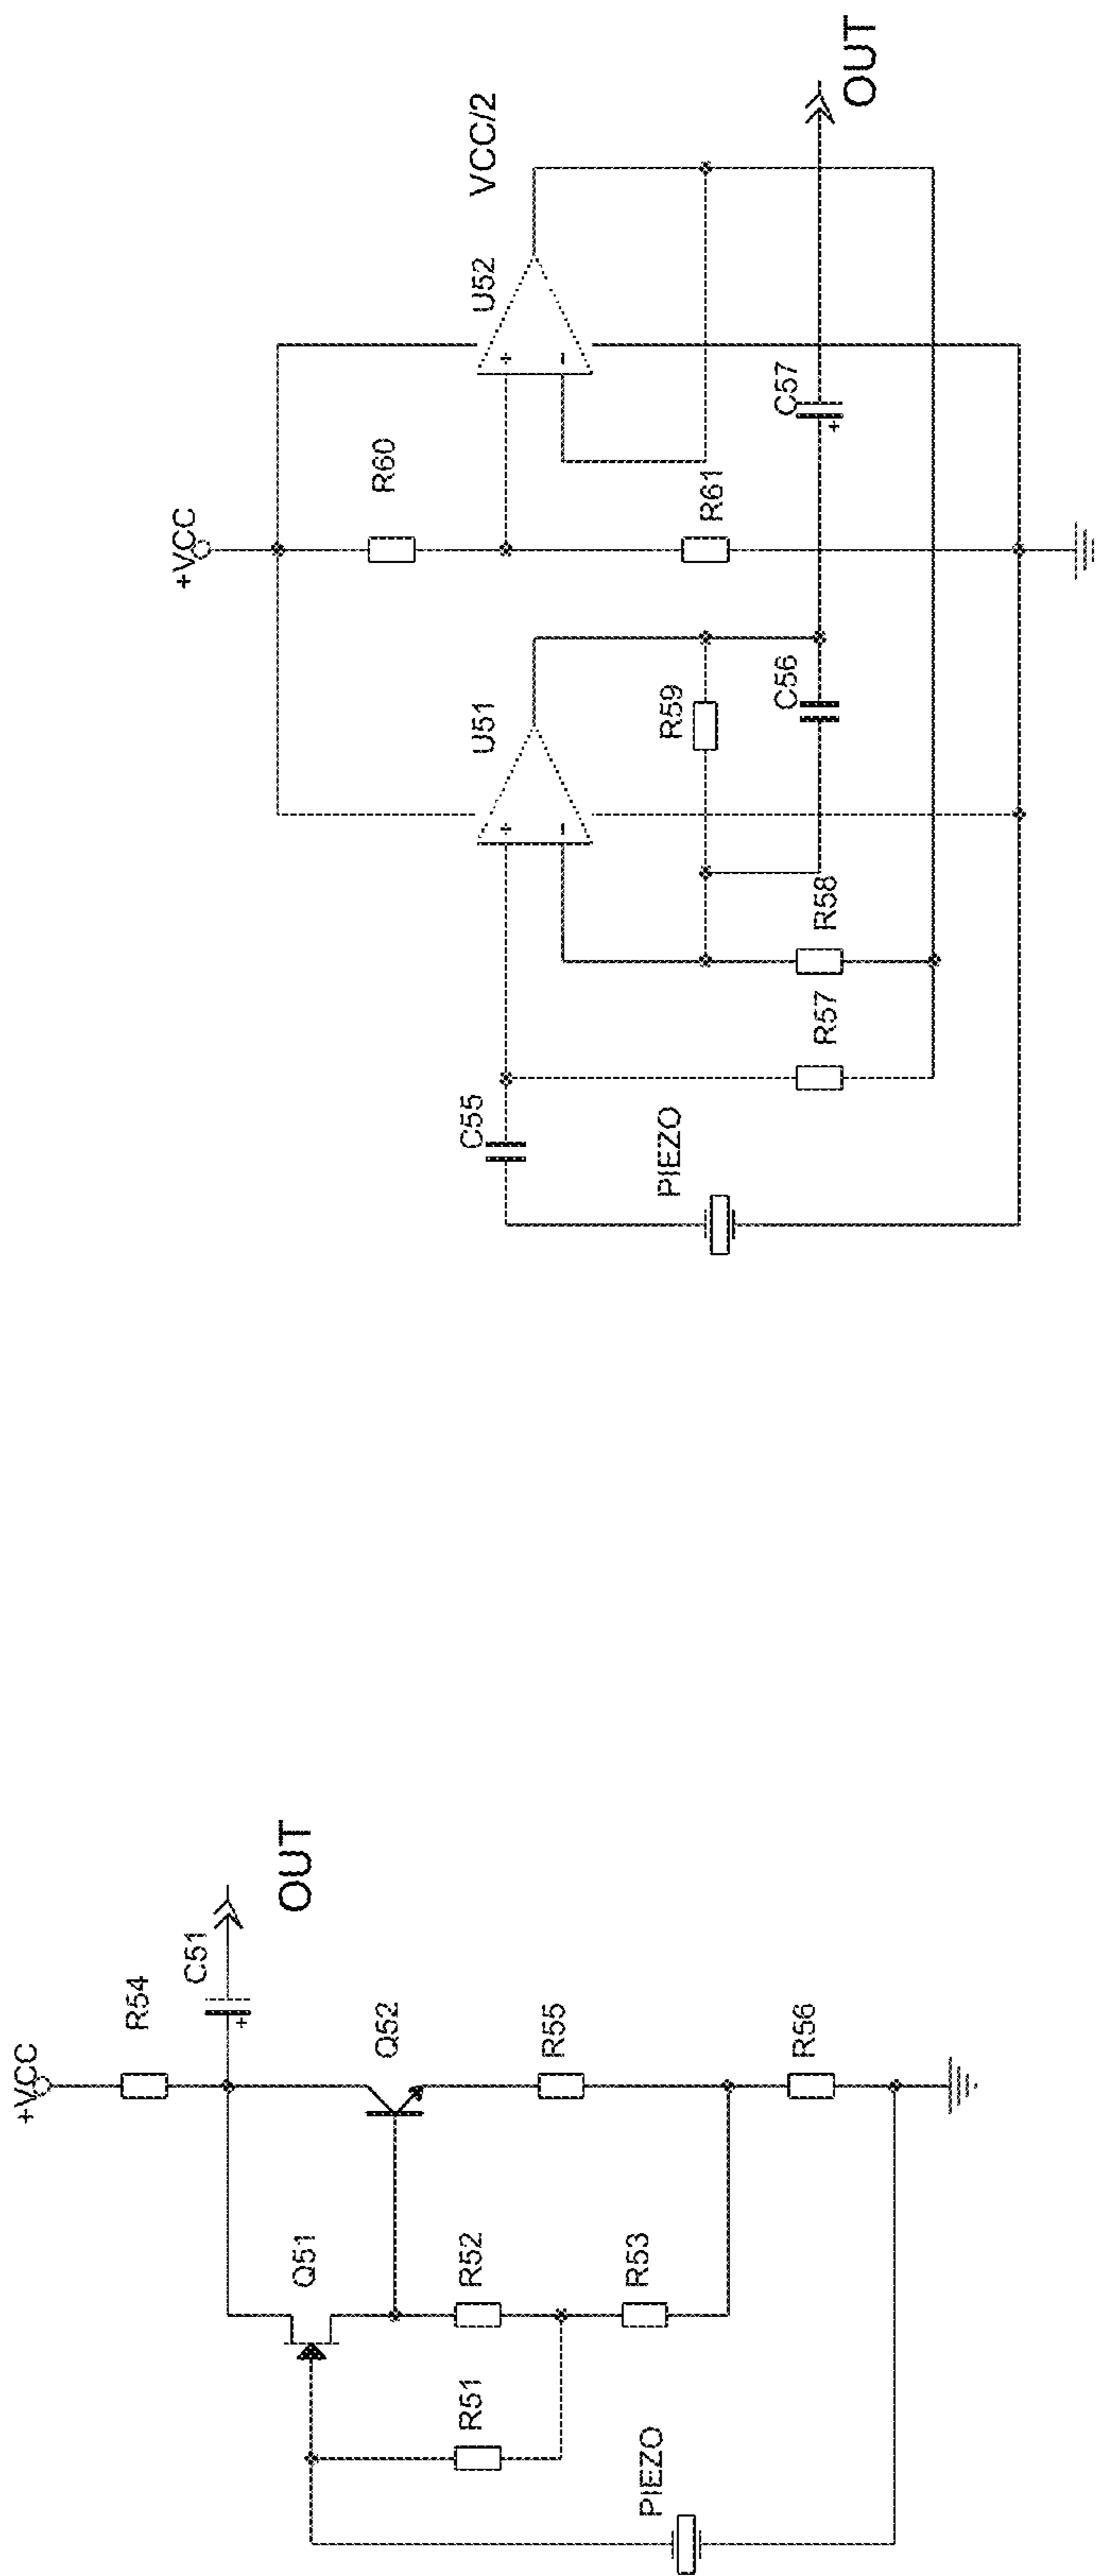 +VCC
R60
U52
VCC/2
U51
R59
R61
C57
OUT
C56
R58
R57
C55
PIEZO
+
-
+
-
+
+VCC
R54
C51
OUT
Q51
Q52
R52
R55
R51
R53
R56
PIEZO
+